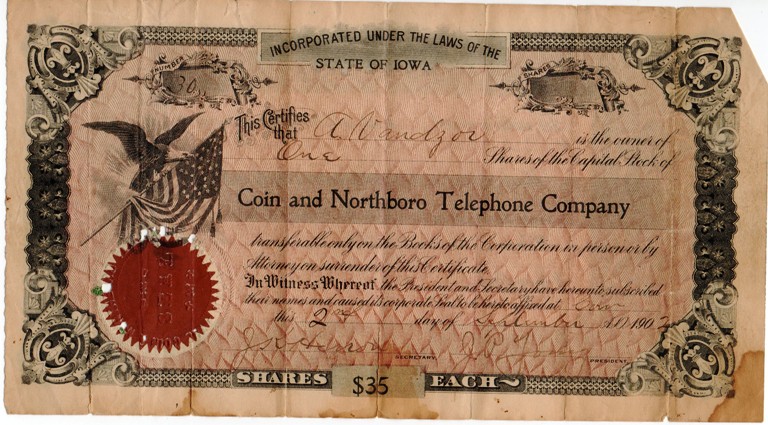 INCORPORATED UNDER THE LAWS OF THE
STATE OF IOWA
NUMBER
30
SHARES
This Certifies that A Vandzor is the owner of
One Shares of the Capital Stock of
Coin and Northboro Telephone Company
transferable only on the Books of the Corporation in person or by
Attorney on surrender of this Certificate.
In Witness Whereof the President and Secretary have hereunto subscribed
their names and caused its corporate Seal to be hereto affixed at Coin
this 2nd day of A.D. 190
SECRETARY.
J. P. Young
PRESIDENT.
SHARES $35 EACH